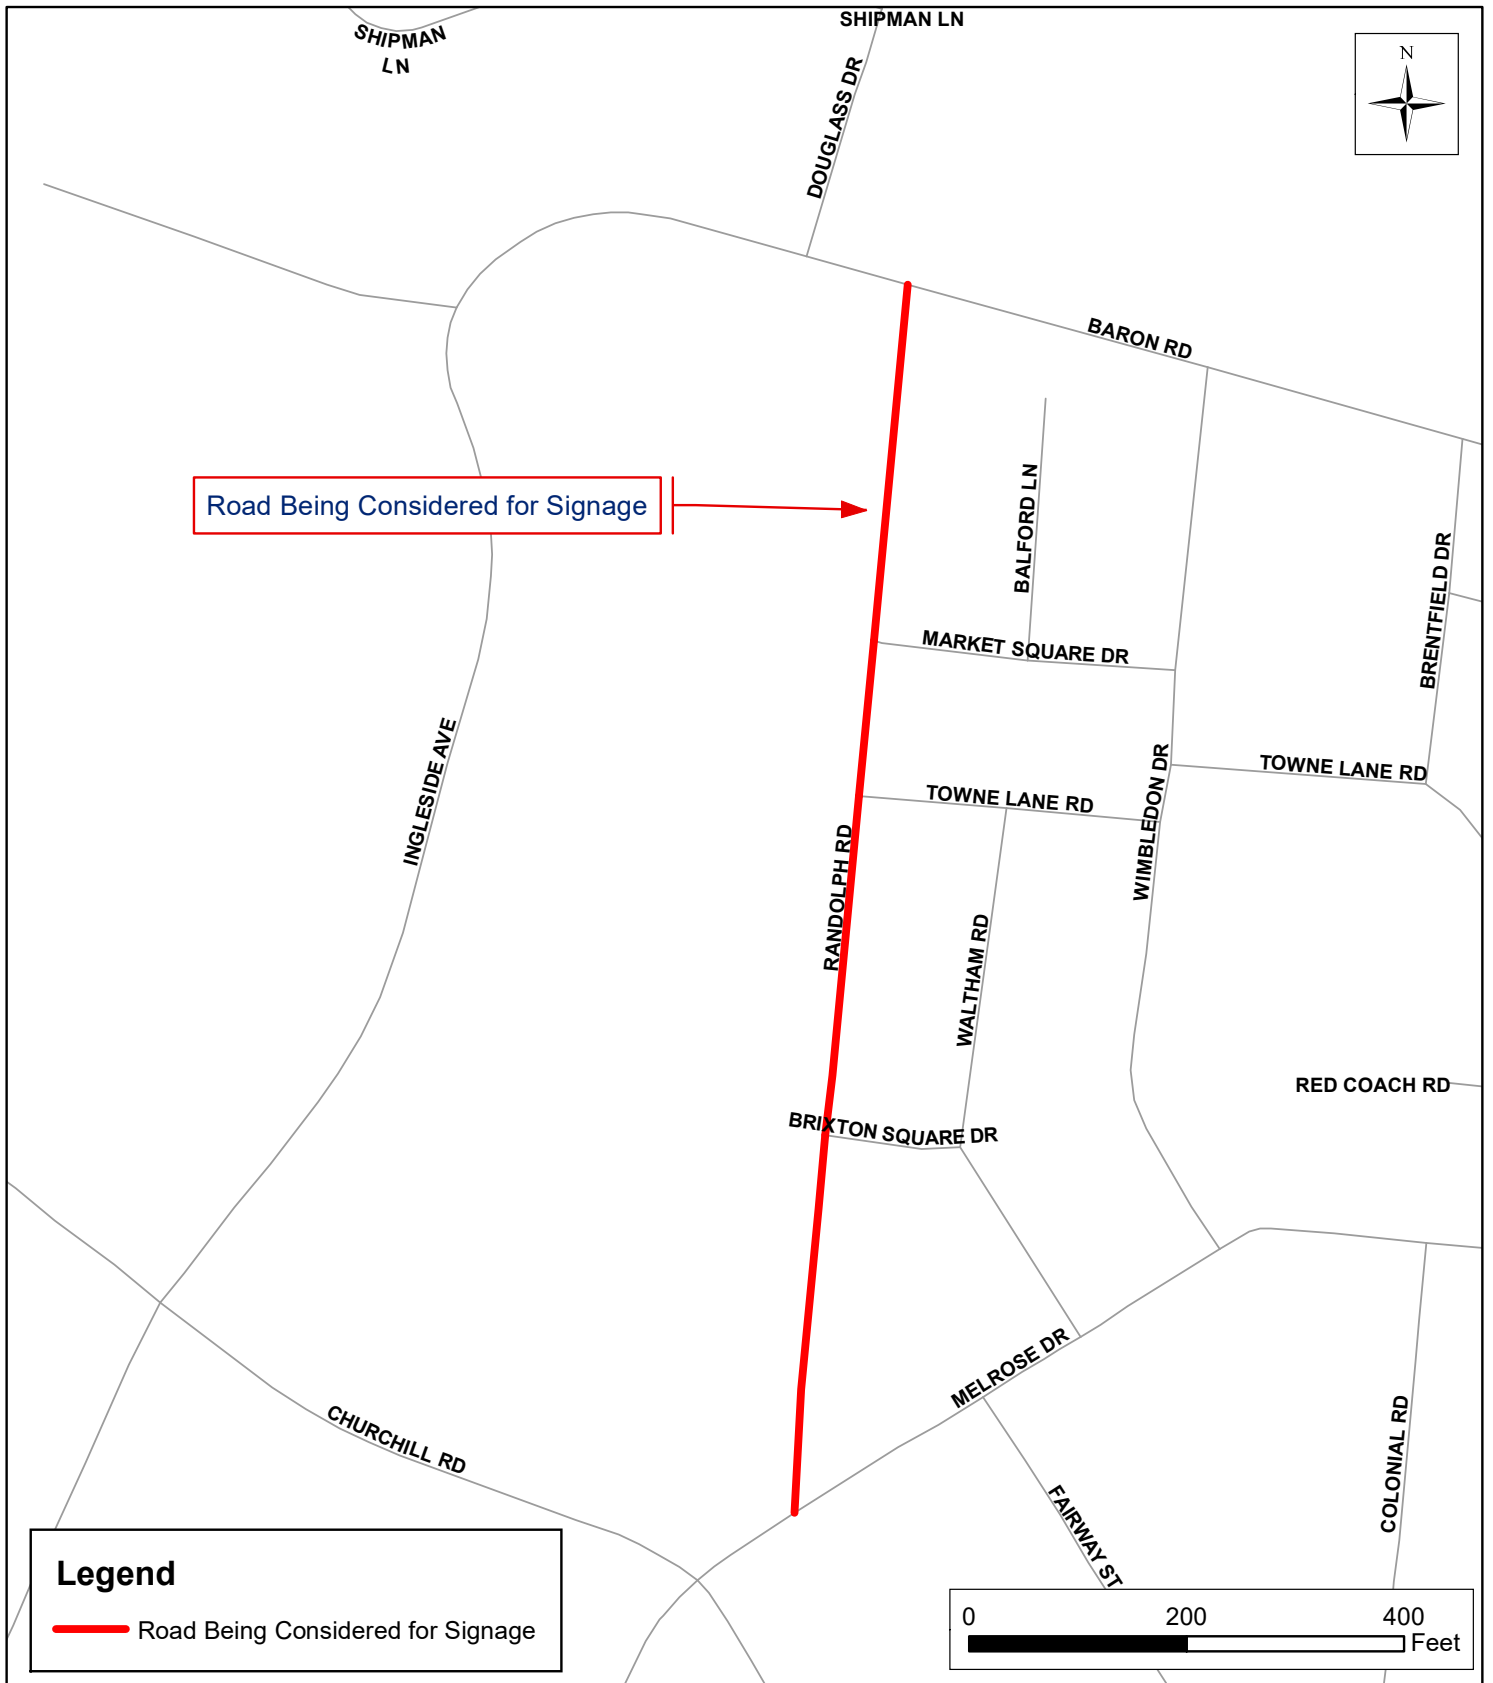 SHIPMAN LN
SHIPMAN
LN
N
DOUGLASS DR
BARON RD
Road Being Considered for Signage
BALFORD LN
BRENTFIELD DR
MARKET SQUARE DR
INGLESIDE AVE
WIMBLEDON DR
TOWNE LANE RD
TOWNE LANE RD
RANDOLPH RD
WALTHAM RD
RED COACH RD
BRIXTON SQUARE DR
MELROSE DR
CHURCHILL RD
COLONIAL RD
FAIRWAY ST
Legend
Road Being Considered for Signage
0 200 400
Feet